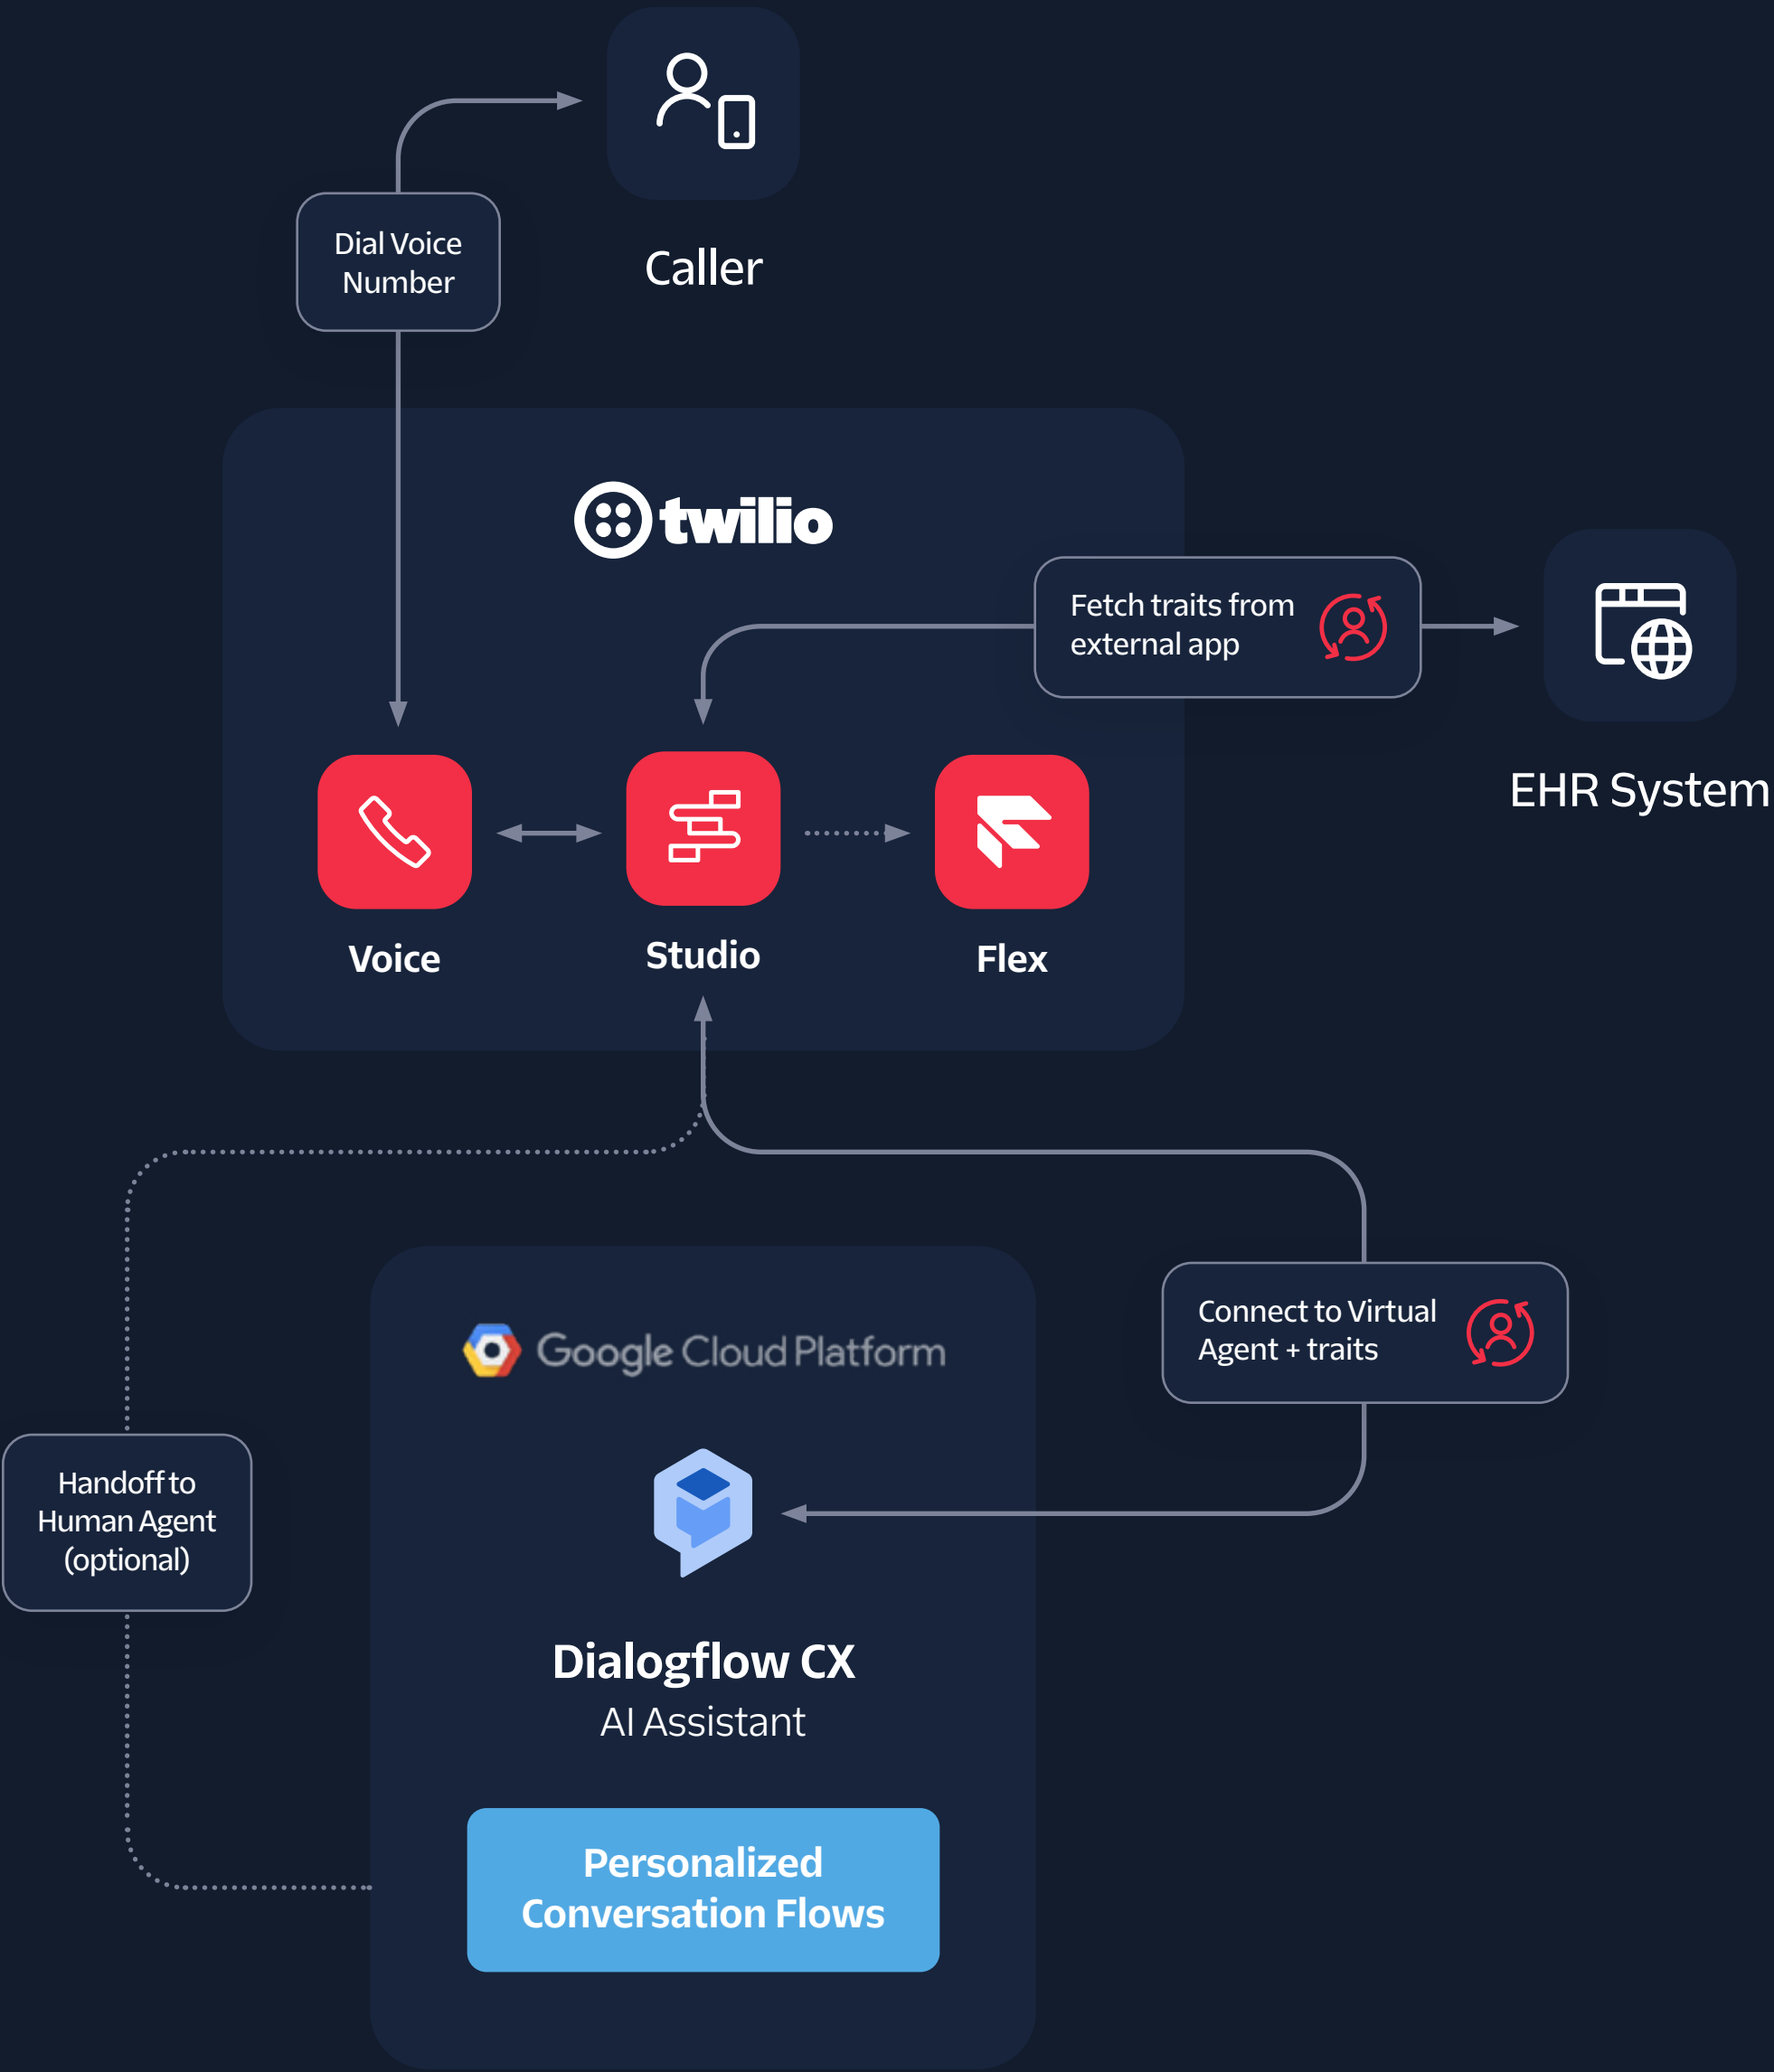 Dial Voice
Number
Caller
twilio
Fetch traits from
external app
EHR System
Voice
Studio
Flex
Google Cloud Platform
Connect to Virtual
Agent + traits
Handoff to
Human Agent
(optional)
Dialogflow CX
AI Assistant
Personalized
Conversation Flows